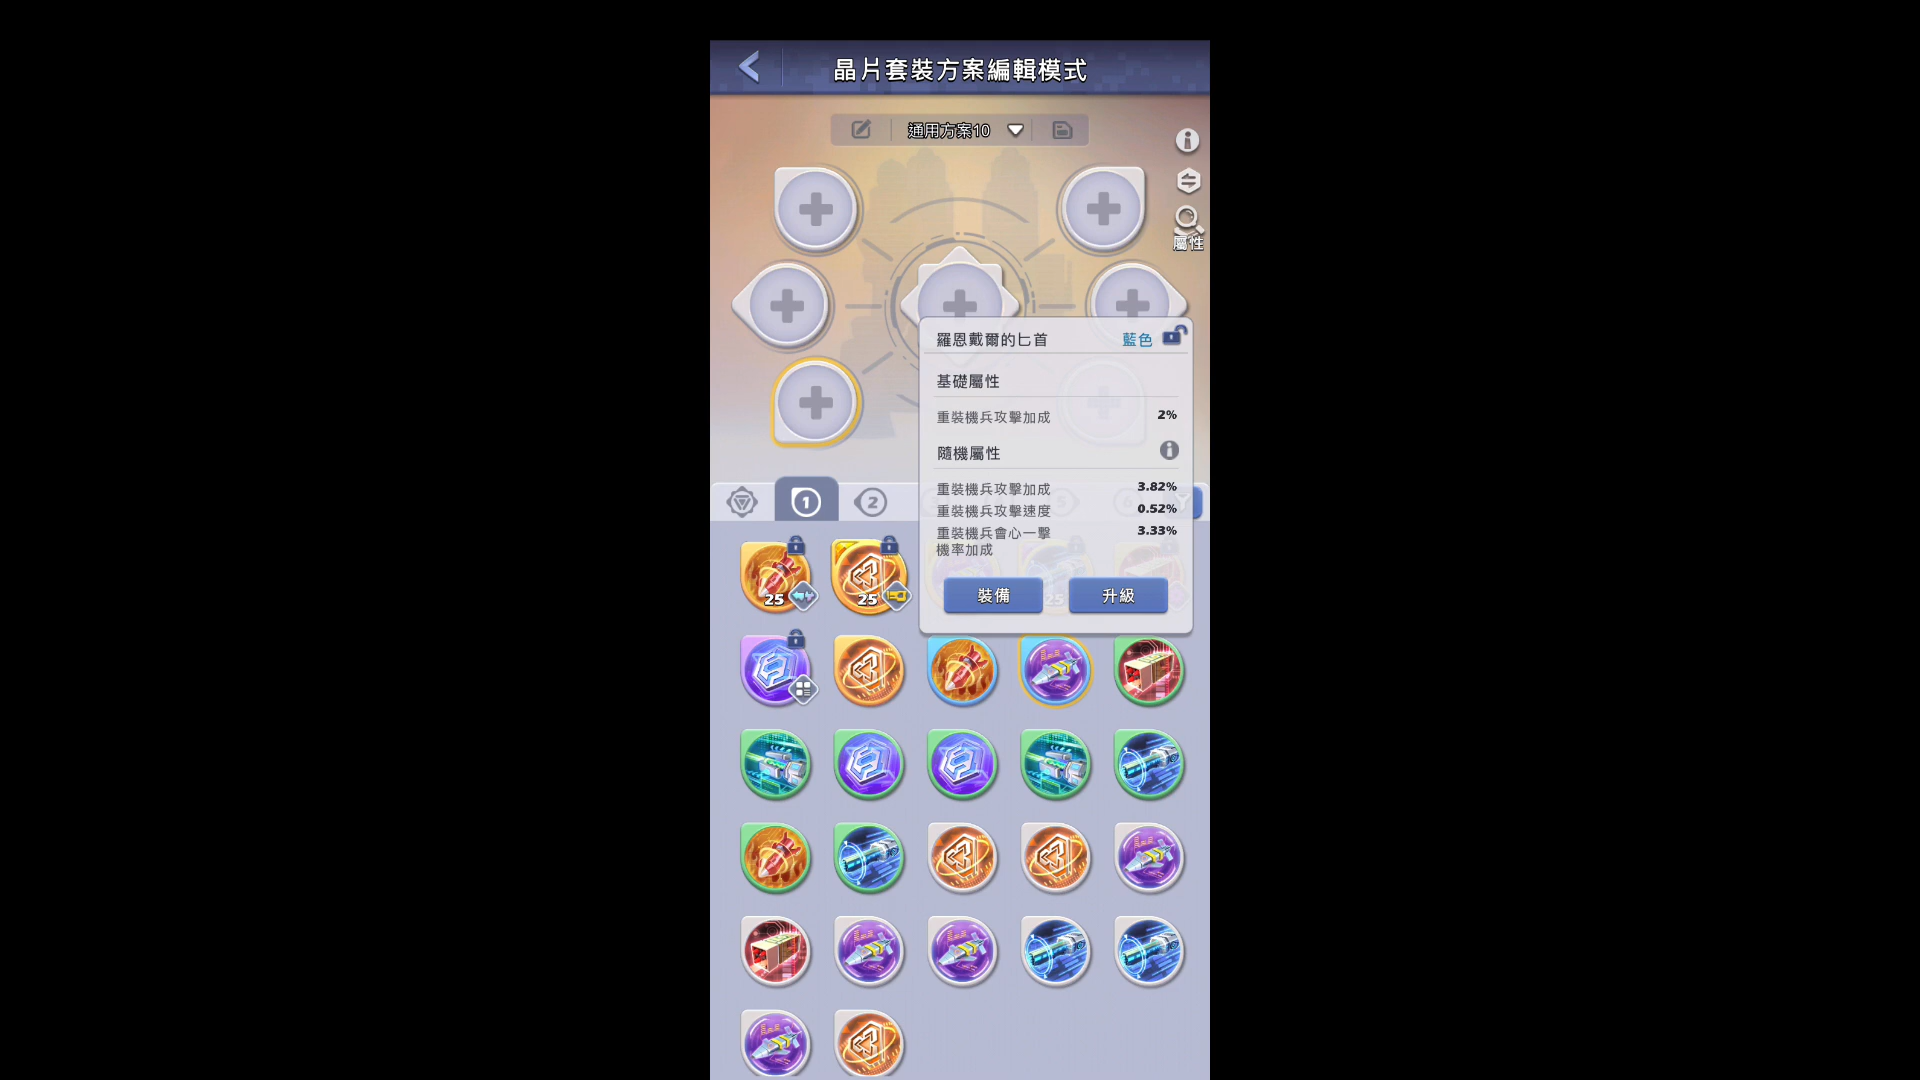 晶片套裝方案編輯模式
通用方案10
屬性
羅恩戴爾的匕首 藍色
基礎屬性
重裝機兵攻擊加成 2%
隨機屬性
重裝機兵攻擊加成 3.82%
重裝機兵攻擊速度 0.52%
重裝機兵會心一擊 3.33%
機率加成
裝備 升級
1 2
25 25